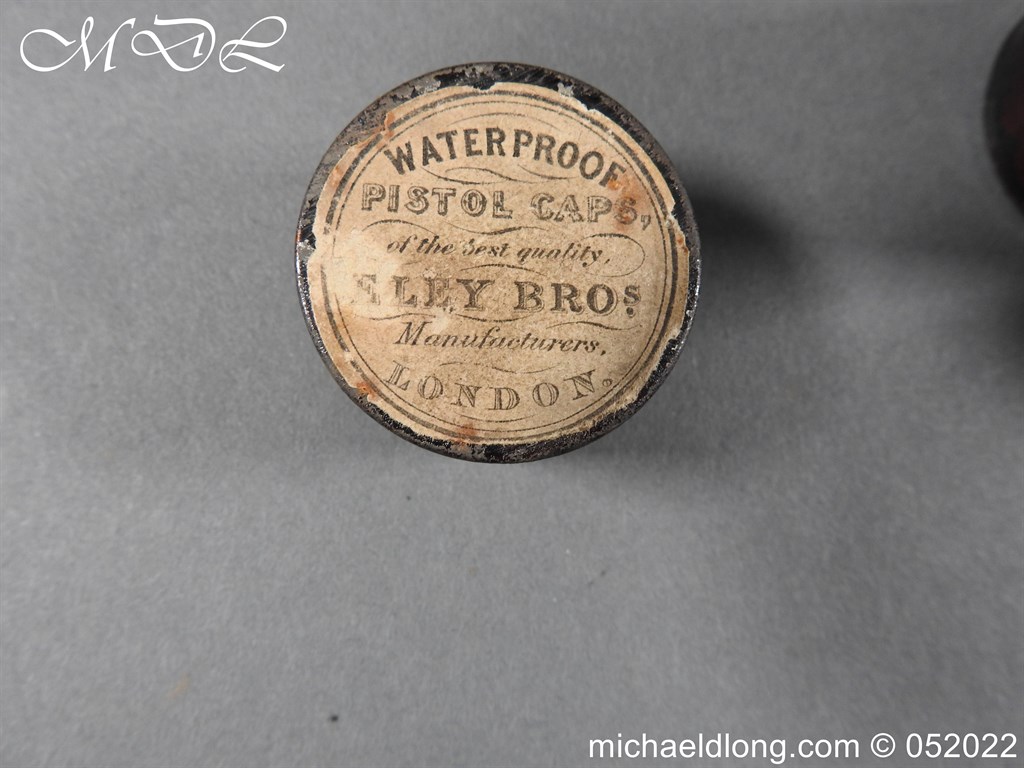 MDL
WATERPROOF
PISTOL CAPS,
of the best quality,
ELEY BROS.
Manufacturers,
LONDON.
michaeldlong.com © 052022